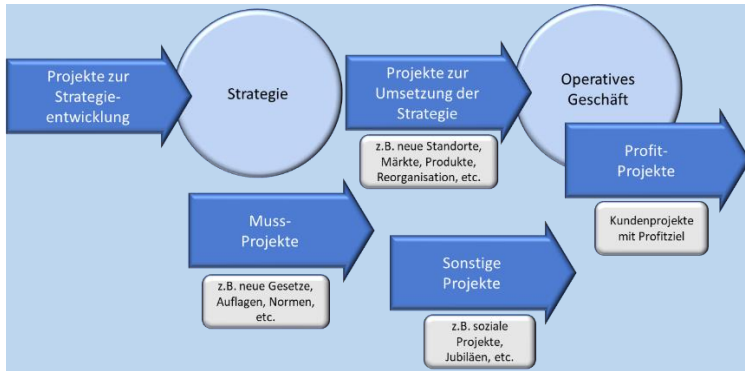 Projekte zur
Strategie-
entwicklung
Strategie
Projekte zur
Umsetzung der
Strategie
z.B. neue Standorte,
Märkte, Produkte,
Reorganisation, etc.
Operatives
Geschäft
Profit-
Projekte
Kundenprojekte
mit Profitziel
Muss-
Projekte
z.B. neue Gesetze,
Auflagen, Normen,
etc.
Sonstige
Projekte
z.B. soziale
Projekte,
Jubiläen, etc.